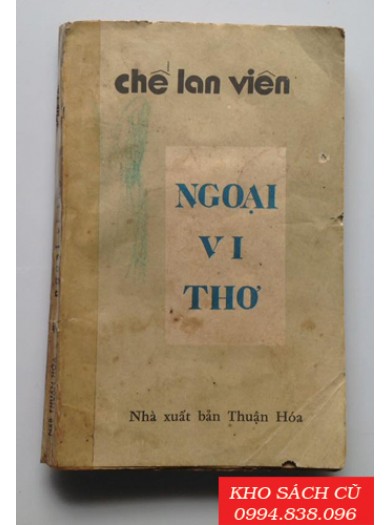 chế lan viên
NGOẠI
VI
THƠ
Nhà xuất bản Thuận Hóa
KHO SÁCH CŨ
0994.838.096